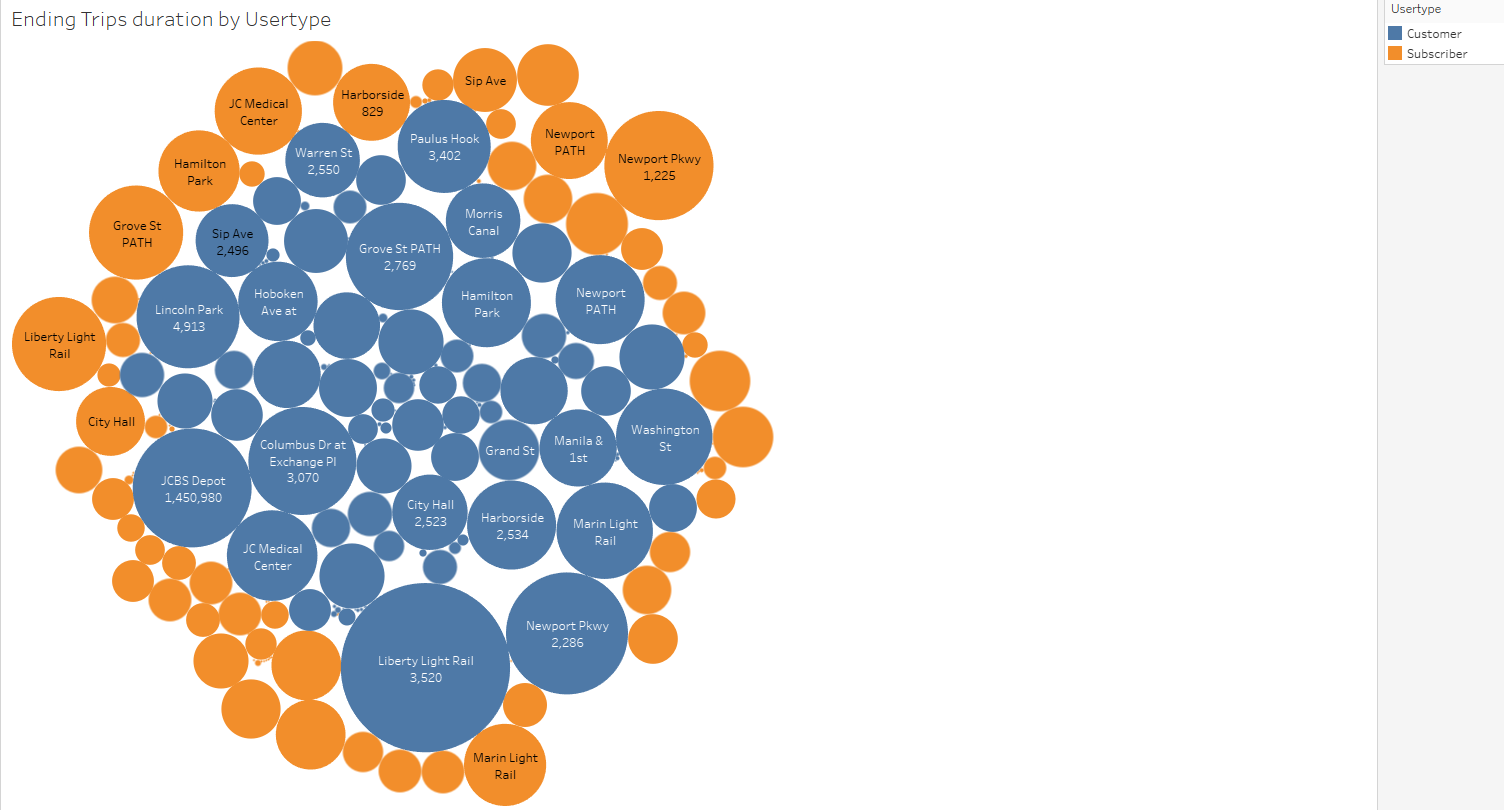 Ending Trips duration by Usertype
Usertype
Customer
Subscriber
Sip Ave
Harborside
829
JC Medical
Center
Paulus Hook
3,402
Newport
PATH
Warren St
2,550
Newport Pkwy
1,225
Hamilton
Park
Morris
Canal
Grove St
PATH
Sip Ave
2,496
Grove St PATH
2,769
Hoboken
Ave at
Hamilton
Park
Newport
PATH
Lincoln Park
4,913
Liberty Light
Rail
City Hall
Washington
St
Columbus Dr at
Exchange Pl
3,070
Grand St
Manila &
1st
JCBS Depot
1,450,980
City Hall
2,523
Harborside
2,534
Marin Light
Rail
JC Medical
Center
Newport Pkwy
2,286
Liberty Light Rail
3,520
Marin Light
Rail